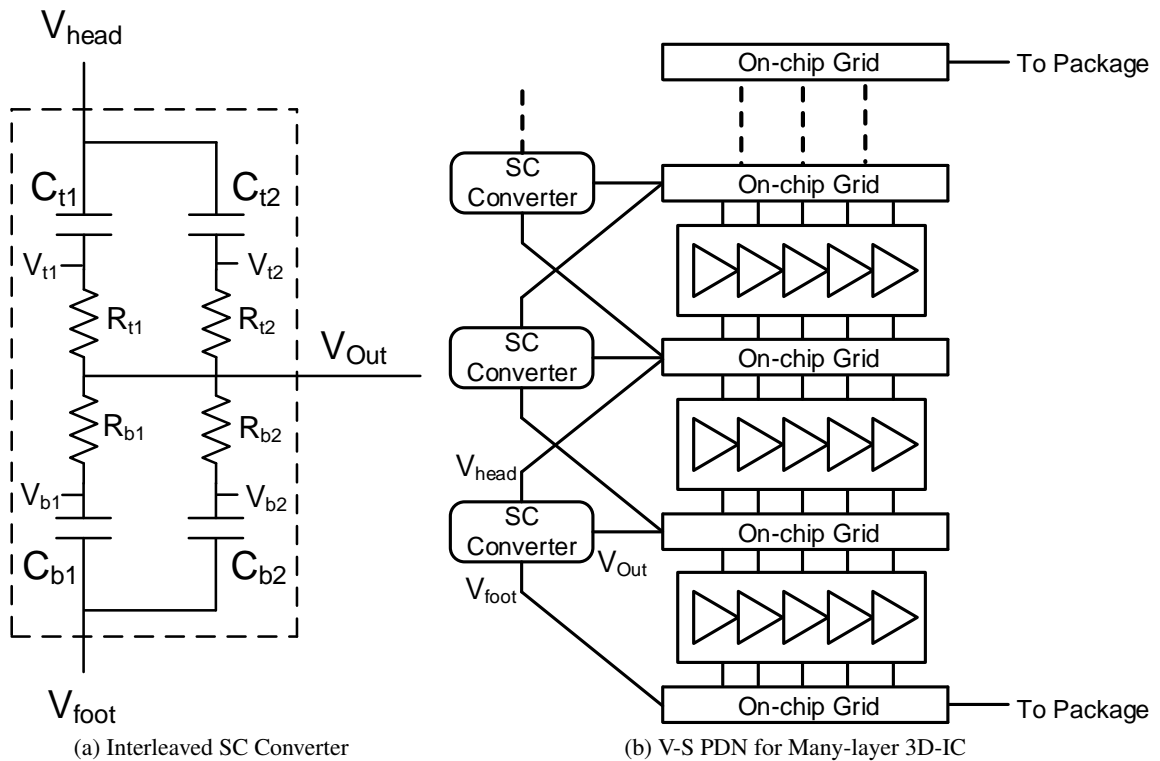 V_head
C_t1
C_t2
V_t1
V_t2
R_t1
R_t2
V_Out
R_b1
R_b2
V_b1
V_b2
C_b1
C_b2
V_foot
(a) Interleaved SC Converter
On-chip Grid
To Package
SC
Converter
On-chip Grid
SC
Converter
On-chip Grid
V_head
SC
Converter
On-chip Grid
V_Out
V_foot
On-chip Grid
To Package
(b) V-S PDN for Many-layer 3D-IC